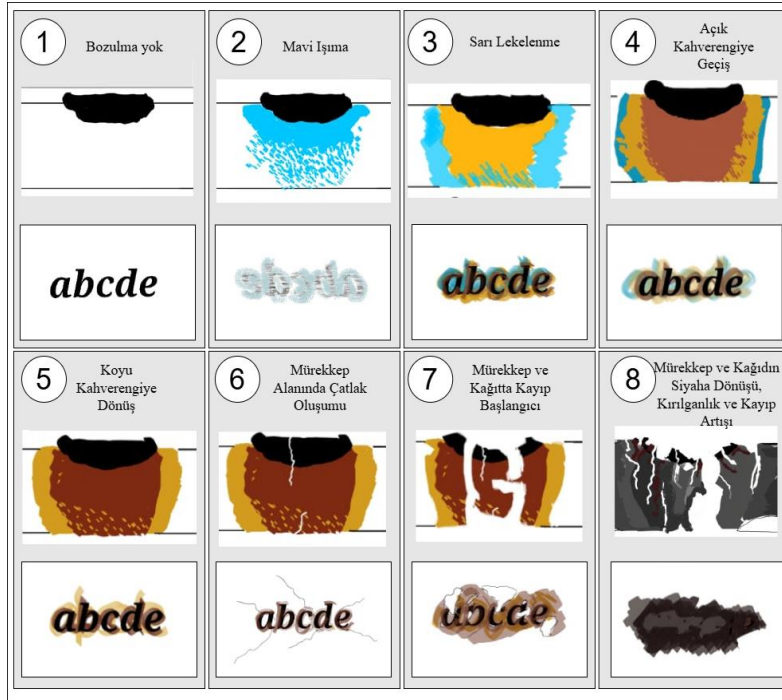 1
Bozulma yok
2
Mavi Işıma
3
Sarı Lekelenme
4
Açık
Kahverengiye
Geçiş
abcde
abcde
abcde
5
Koyu
Kahverengiye
Dönüş
6
Mürekkep
Alanında Çatlak
Oluşumu
7
Mürekkep ve
Kağıtta Kayıp
Başlangıcı
8
Mürekkep ve Kağıdın
Siyaha Dönüşü,
Kırılganlık ve Kayıp
Artışı
abcde
abcde
abcde